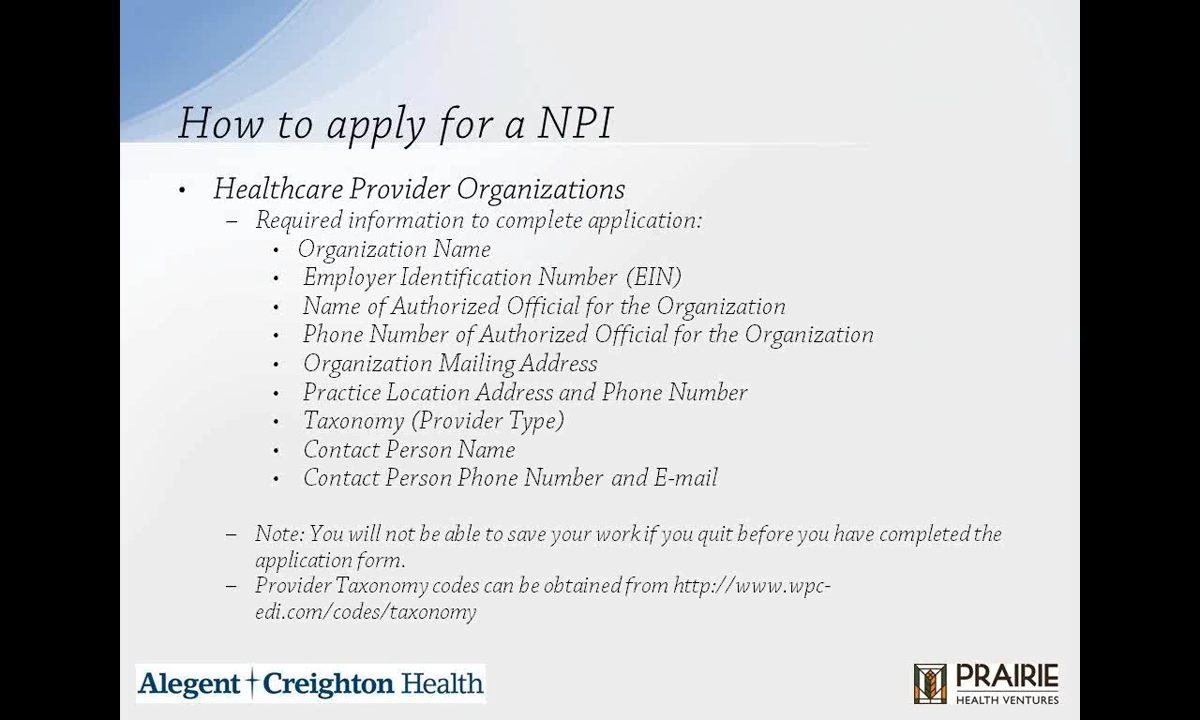 How to apply for a NPI
• Healthcare Provider Organizations
– Required information to complete application:
• Organization Name
• Employer Identification Number (EIN)
• Name of Authorized Official for the Organization
• Phone Number of Authorized Official for the Organization
• Organization Mailing Address
• Practice Location Address and Phone Number
• Taxonomy (Provider Type)
• Contact Person Name
• Contact Person Phone Number and E-mail
– Note: You will not be able to save your work if you quit before you have completed the
application form.
– Provider Taxonomy codes can be obtained from http://www.wpc-
edi.com/codes/taxonomy
Alegent Creighton Health
PRAIRIE
HEALTH VENTURES